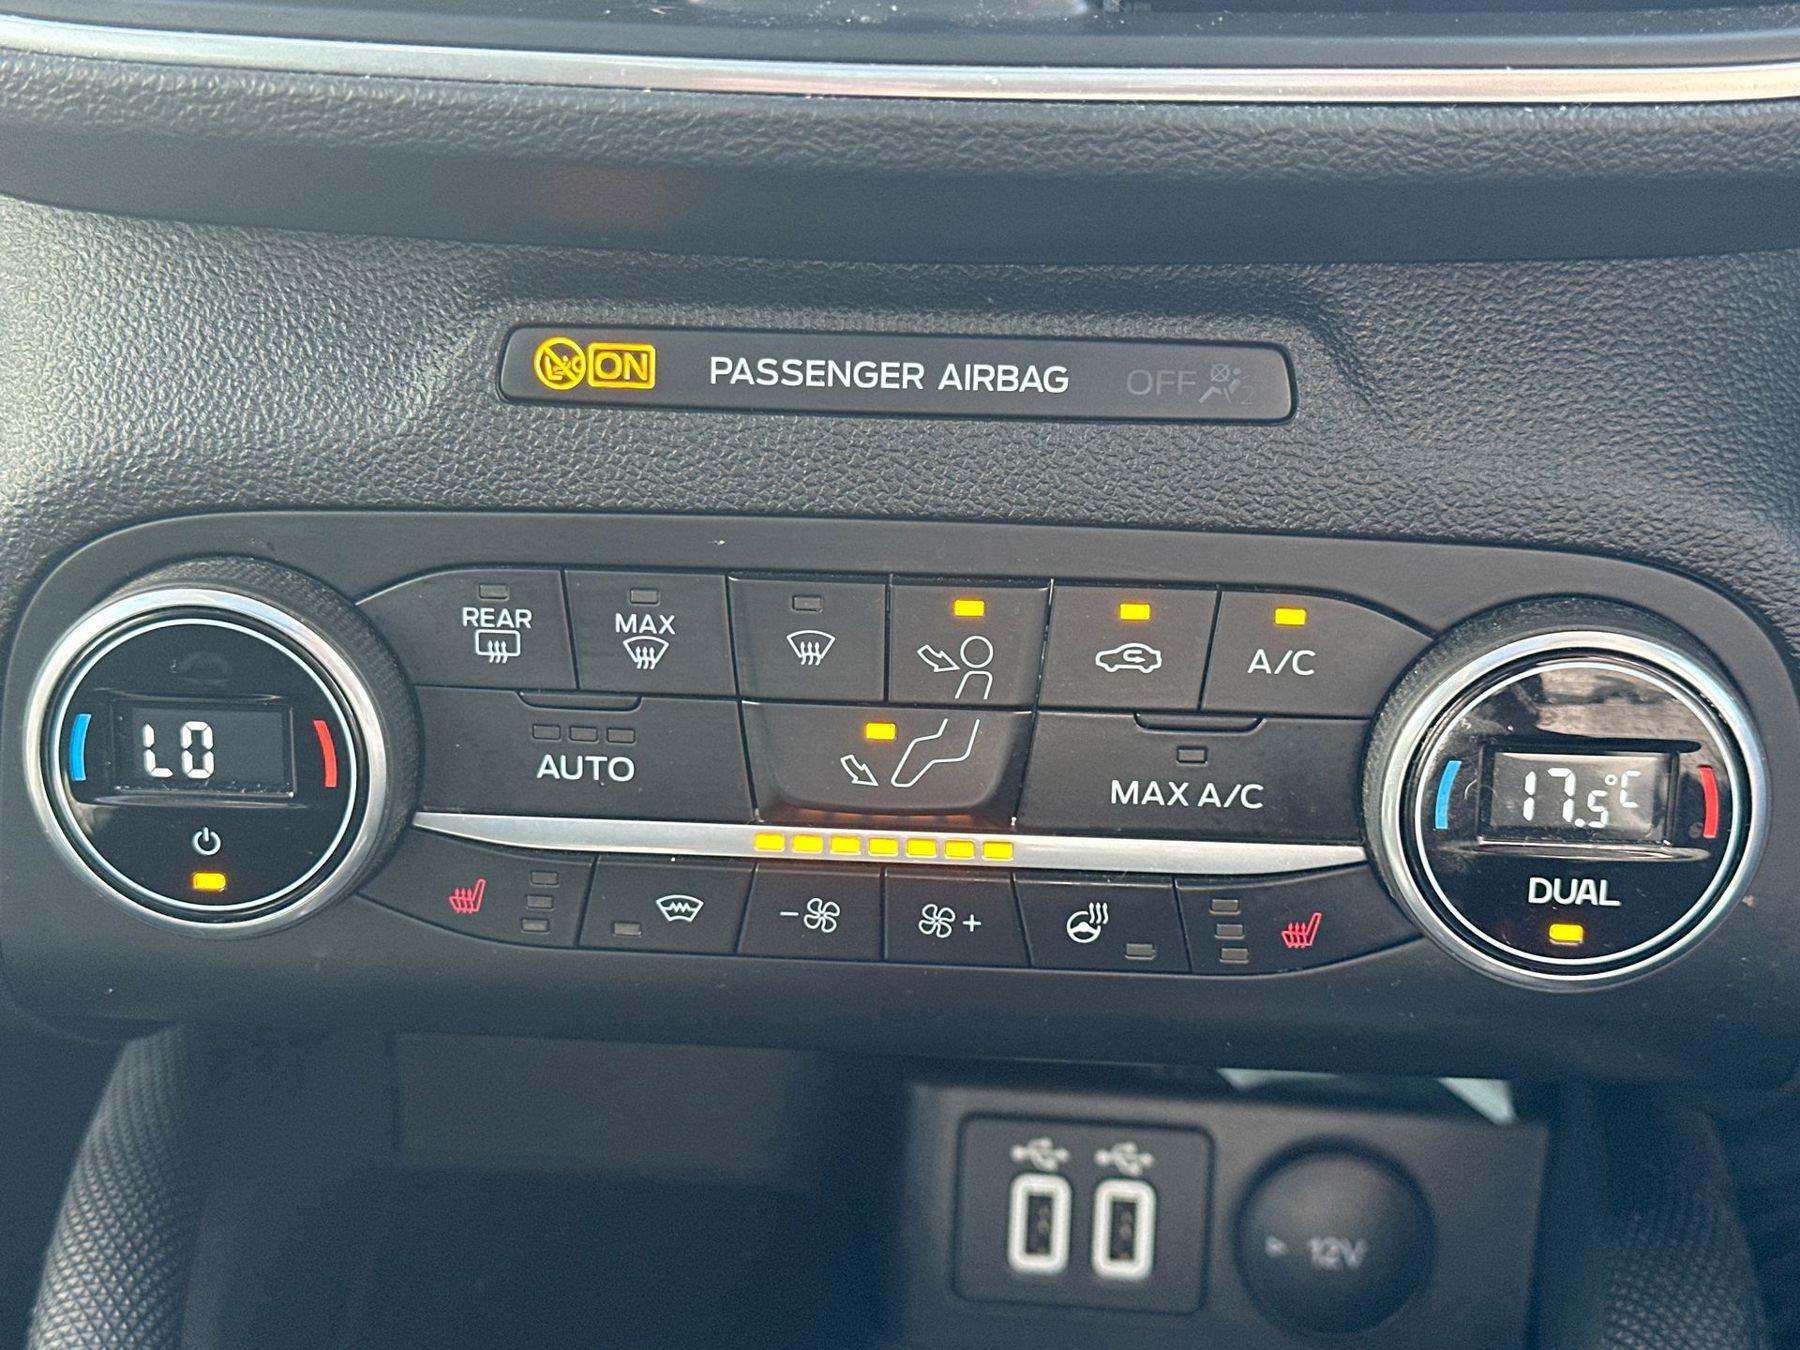 ON PASSENGER AIRBAG OFF
REAR
MAX
A/C
LO
AUTO
MAX A/C
17.5°C
DUAL
- +
12V